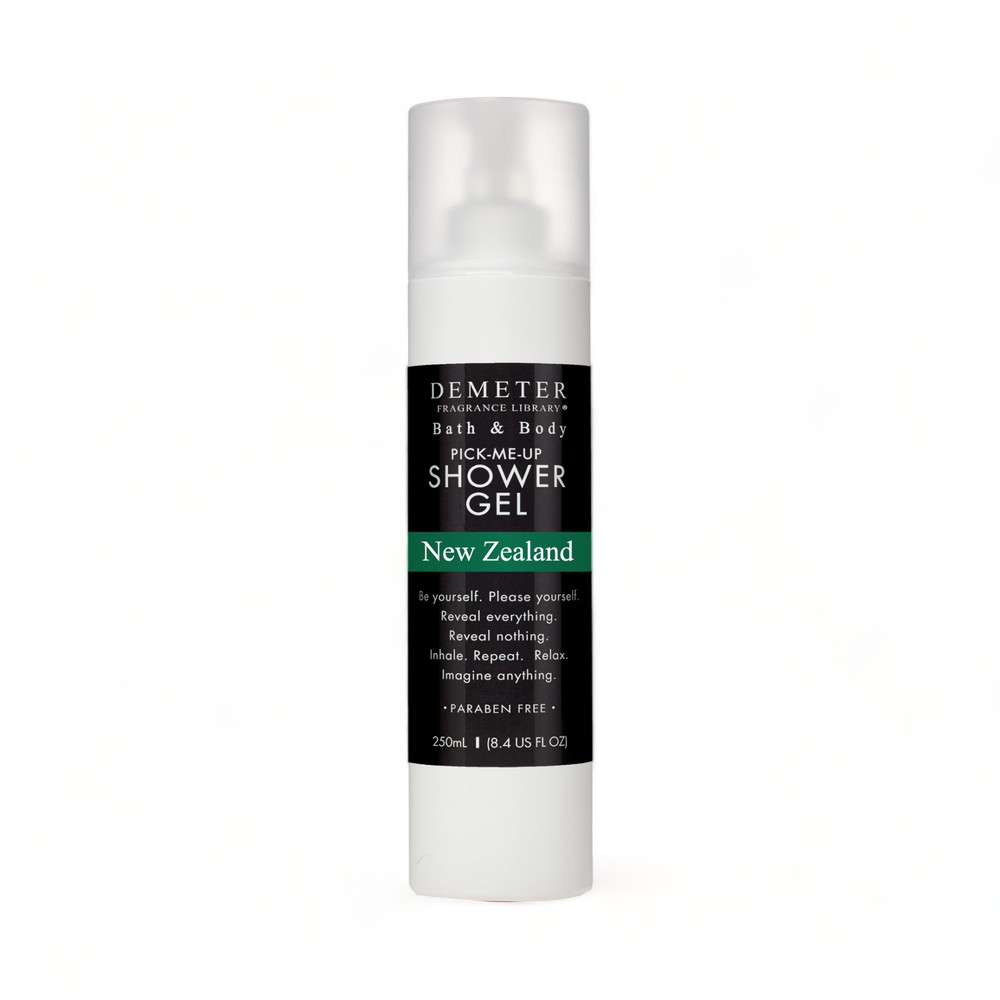 DEMETER
FRAGRANCE LIBRARY®
Bath & Body
PICK-ME-UP
SHOWER
GEL
New Zealand
Be yourself. Please yourself.
Reveal everything.
Reveal nothing.
Inhale. Repeat. Relax.
Imagine anything.
• PARABEN FREE •
250mL | (8.4 US FL OZ)